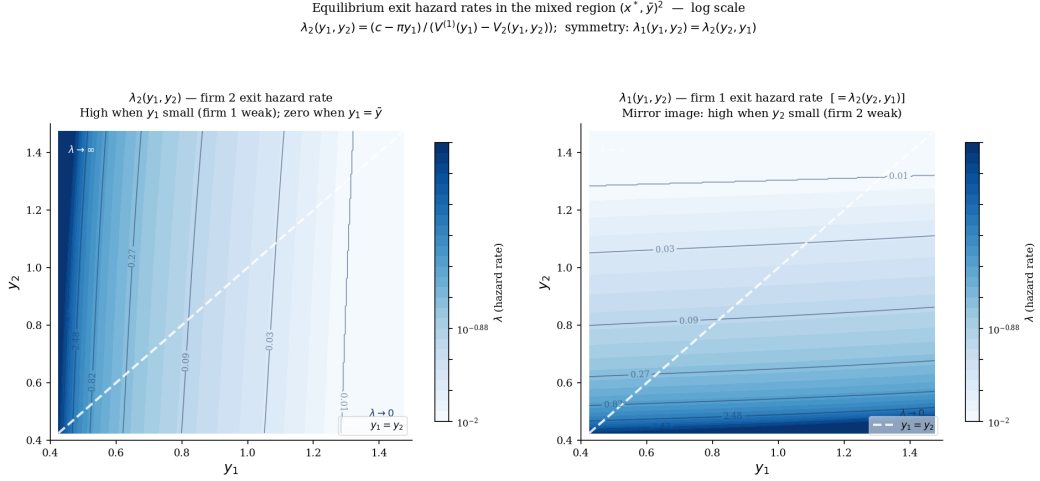 Equilibrium exit hazard rates in the mixed region (x*, ȳ)² — log scale
λ₂(y₁, y₂) = (c − πy₁) / (V⁽¹⁾(y₁) − V₂(y₁, y₂)); symmetry: λ₁(y₁, y₂) = λ₂(y₂, y₁)
λ₂(y₁, y₂) — firm 2 exit hazard rate
High when y₁ small (firm 1 weak); zero when y₁ = ȳ
λ → ∞
0.27
2.48
0.82
0.09
0.03
0.01
λ → 0
y₁ = y₂
1.4
1.2
1.0
0.8
0.6
0.4
y₂
0.4
0.6
0.8
1.0
1.2
1.4
y₁
10⁻⁰·⁸⁸
10⁻²
λ (hazard rate)
λ₁(y₁, y₂) — firm 1 exit hazard rate [ = λ₂(y₂, y₁)]
Mirror image: high when y₂ small (firm 2 weak)
0.01
0.03
0.09
0.27
0.82
2.48
λ → 0
y₁ = y₂
1.4
1.2
1.0
0.8
0.6
0.4
y₂
0.4
0.6
0.8
1.0
1.2
1.4
y₁
10⁻⁰·⁸⁸
10⁻²
λ (hazard rate)